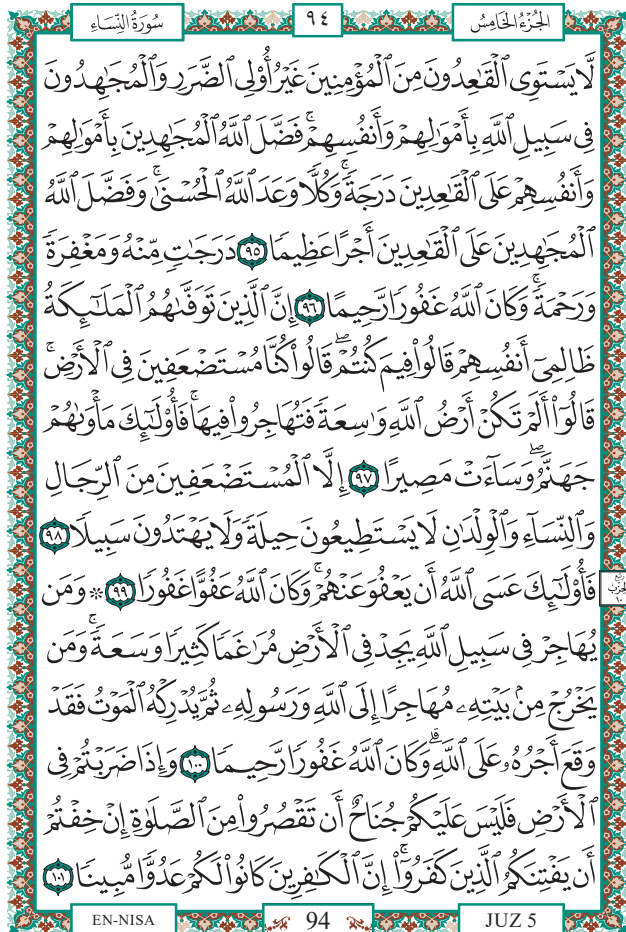 سُورَةُ النِّسَاءِ ٩٤ الجُزْءُ الخَامِسُ
لَّا يَسْتَوِى ٱلْقَـٰعِدُونَ مِنَ ٱلْمُؤْمِنِينَ غَيْرُ أُو۟لِى ٱلضَّرَرِ وَٱلْمُجَـٰهِدُونَ
فِى سَبِيلِ ٱللَّهِ بِأَمْوَٰلِهِمْ وَأَنفُسِهِمْ ۚ فَضَّلَ ٱللَّهُ ٱلْمُجَـٰهِدِينَ بِأَمْوَٰلِهِمْ
وَأَنفُسِهِمْ عَلَى ٱلْقَـٰعِدِينَ دَرَجَةً ۚ وَكُلًّا وَعَدَ ٱللَّهُ ٱلْحُسْنَىٰ ۚ وَفَضَّلَ ٱللَّهُ
ٱلْمُجَـٰهِدِينَ عَلَى ٱلْقَـٰعِدِينَ أَجْرًا عَظِيمًا ٩٥ دَرَجَـٰتٍ مِّنْهُ وَمَغْفِرَةً
وَرَحْمَةً ۚ وَكَانَ ٱللَّهُ غَفُورًا رَّحِيمًا ٩٦ إِنَّ ٱلَّذِينَ تَوَفَّىٰهُمُ ٱلْمَلَـٰٓئِكَةُ
ظَالِمِىٓ أَنفُسِهِمْ قَالُوا۟ فِيمَ كُنتُمْ ۖ قَالُوا۟ كُنَّا مُسْتَضْعَفِينَ فِى ٱلْأَرْضِ ۚ
قَالُوٓا۟ أَلَمْ تَكُنْ أَرْضُ ٱللَّهِ وَٰسِعَةً فَتُهَاجِرُوا۟ فِيهَا ۚ فَأُو۟لَـٰٓئِكَ مَأْوَىٰهُمْ
جَهَنَّمُ ۖ وَسَآءَتْ مَصِيرًا ٩٧ إِلَّا ٱلْمُسْتَضْعَفِينَ مِنَ ٱلرِّجَالِ
وَٱلنِّسَآءِ وَٱلْوِلْدَٰنِ لَا يَسْتَطِيعُونَ حِيلَةً وَلَا يَهْتَدُونَ سَبِيلًا ٩٨
فَأُو۟لَـٰٓئِكَ عَسَى ٱللَّهُ أَن يَعْفُوَ عَنْهُمْ ۚ وَكَانَ ٱللَّهُ عَفُوًّا غَفُورًا ٩٩ ۞ وَمَن
يُهَاجِرْ فِى سَبِيلِ ٱللَّهِ يَجِدْ فِى ٱلْأَرْضِ مُرَٰغَمًا كَثِيرًا وَسَعَةً ۚ وَمَن
يَخْرُجْ مِنۢ بَيْتِهِۦ مُهَاجِرًا إِلَى ٱللَّهِ وَرَسُولِهِۦ ثُمَّ يُدْرِكْهُ ٱلْمَوْتُ فَقَدْ
وَقَعَ أَجْرُهُۥ عَلَى ٱللَّهِ ۗ وَكَانَ ٱللَّهُ غَفُورًا رَّحِيمًا ١٠٠ وَإِذَا ضَرَبْتُمْ فِى
ٱلْأَرْضِ فَلَيْسَ عَلَيْكُمْ جُنَاحٌ أَن تَقْصُرُوا۟ مِنَ ٱلصَّلَوٰةِ إِنْ خِفْتُمْ
أَن يَفْتِنَكُمُ ٱلَّذِينَ كَفَرُوٓا۟ ۚ إِنَّ ٱلْكَـٰفِرِينَ كَانُوا۟ لَكُمْ عَدُوًّا مُّبِينًا ١٠١
EN-NISA 94 JUZ 5